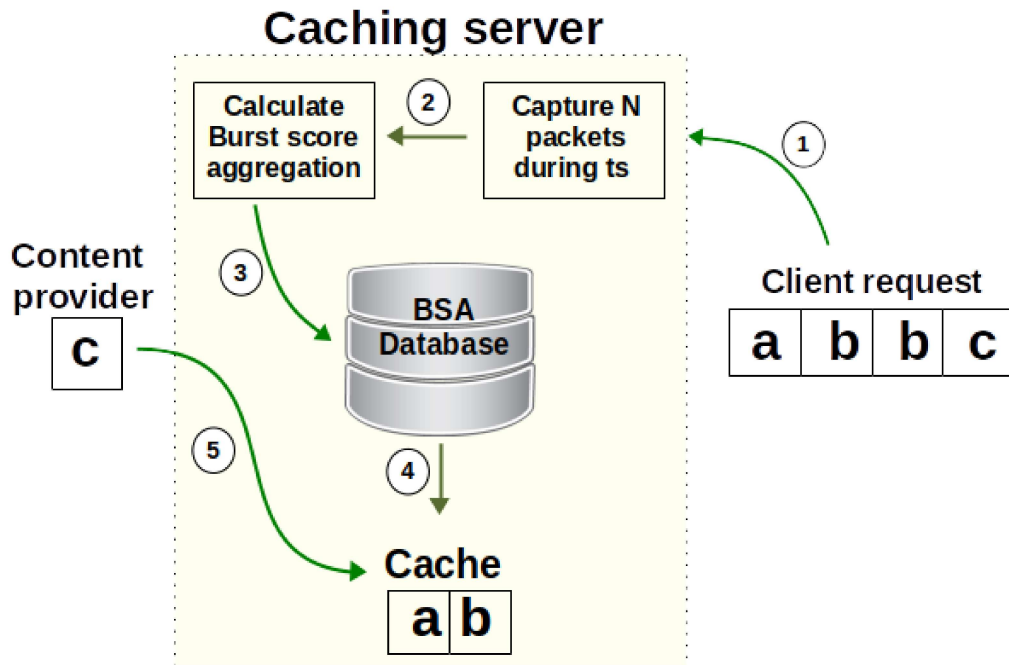 Caching server
Calculate
Burst score
aggregation
2
Capture N
packets
during ts
1
Content
provider
c
3
BSA
Database
Client request
a b b c
5
4
Cache
a b